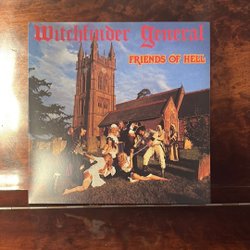 Witchfinder General
FRIENDS OF HELL